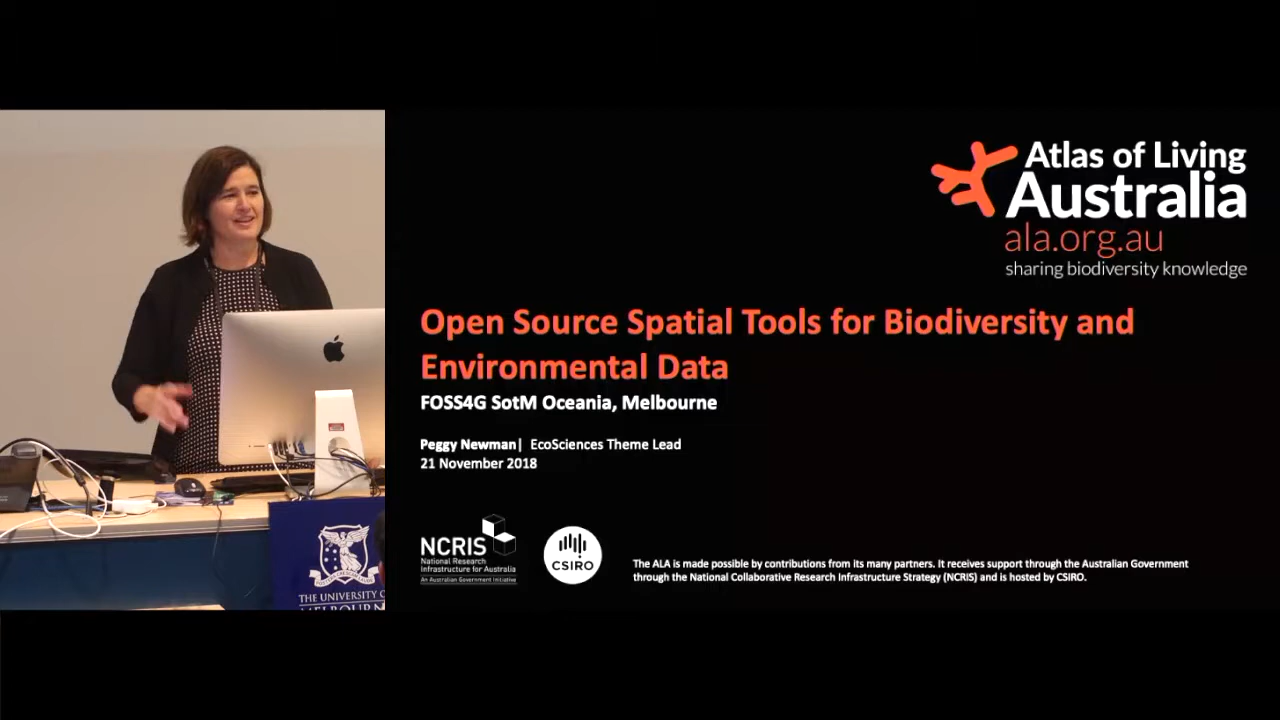 Atlas of Living
Australia
ala.org.au
sharing biodiversity knowledge
Open Source Spatial Tools for Biodiversity and
Environmental Data
FOSS4G SotM Oceania, Melbourne
Peggy Newman| EcoSciences Theme Lead
21 November 2018
NCRIS
National Research
Infrastructure for Australia
An Australian Government Initiative
CSIRO
The ALA is made possible by contributions from its many partners. It receives support through the Australian Government
through the National Collaborative Research Infrastructure Strategy (NCRIS) and is hosted by CSIRO.
THE UNIVERSITY O
MELBOURN